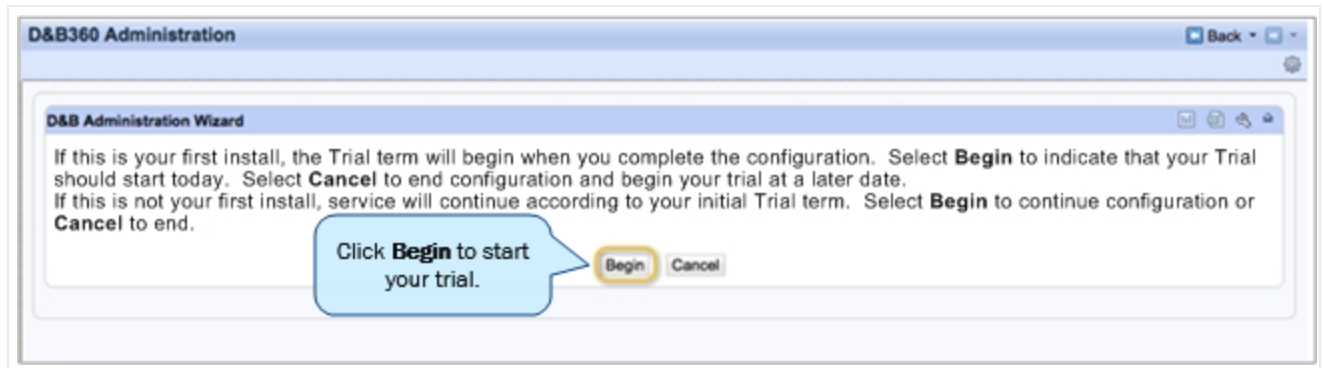 D&B360 Administration
Back
D&B Administration Wizard
If this is your first install, the Trial term will begin when you complete the configuration. Select Begin to indicate that your Trial
should start today. Select Cancel to end configuration and begin your trial at a later date.
If this is not your first install, service will continue according to your initial Trial term. Select Begin to continue configuration or
Cancel to end.
Click Begin to start
your trial.
Begin Cancel